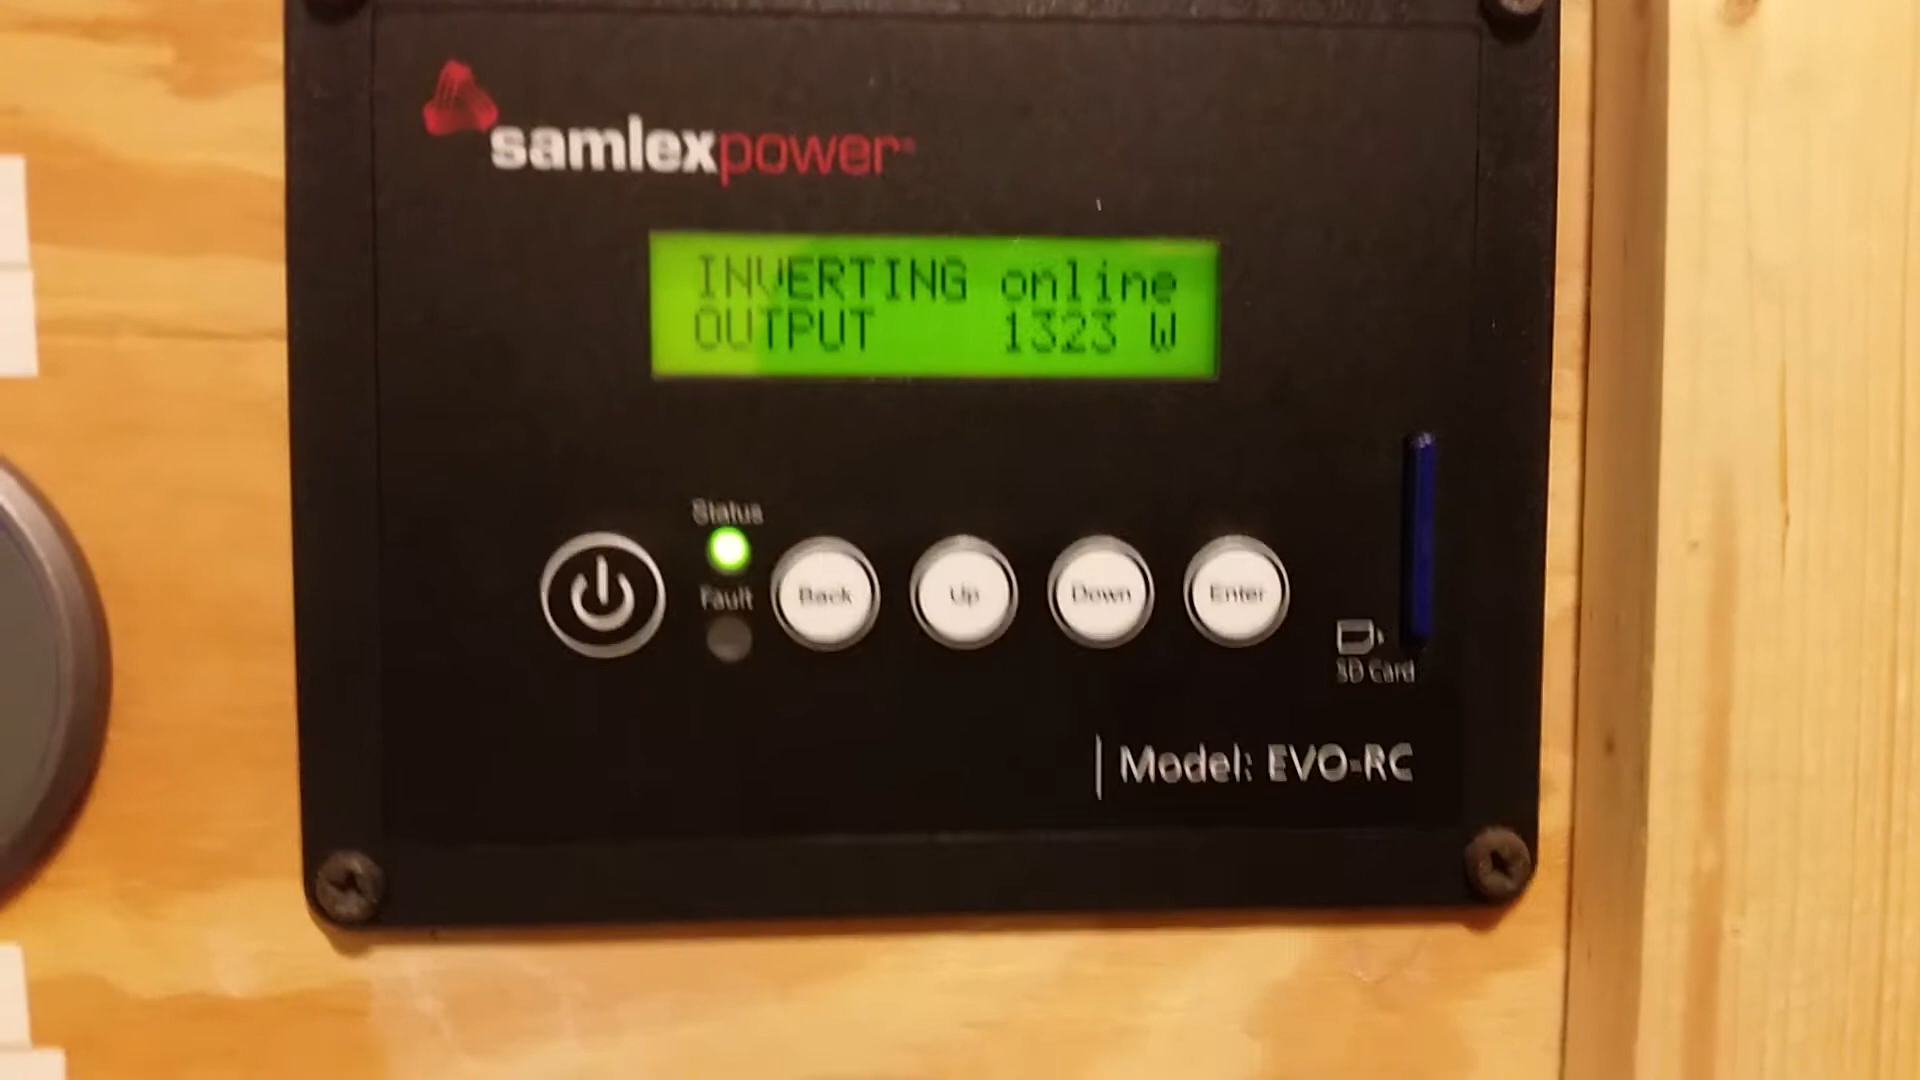 samlexpower
INVERTING online
OUTPUT 1323 W
Status
Fault
Back
Up
Down
Enter
SD Card
Model: EVO-RC